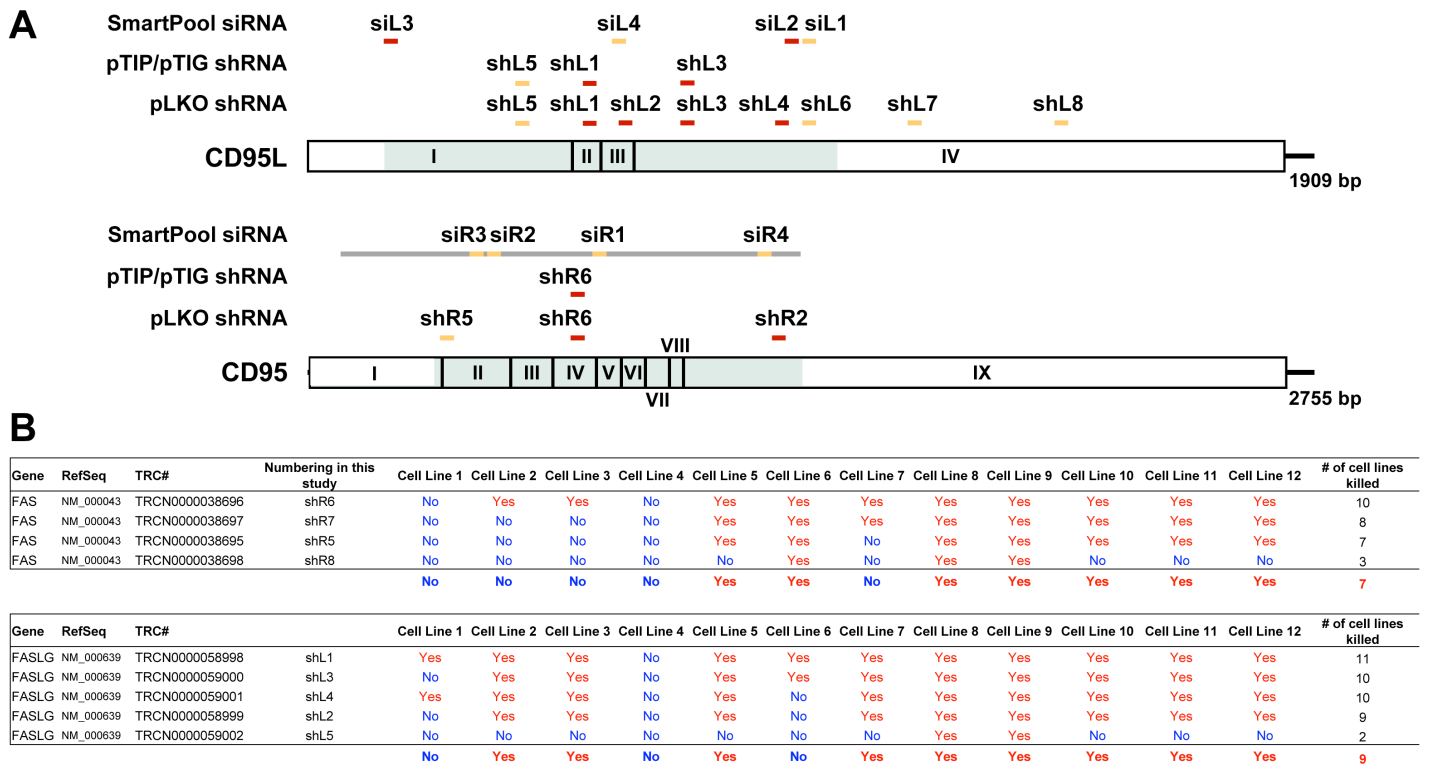 A
SmartPool siRNA siL3 siL4 siL2 siL1
pTIP/pTIG shRNA shL5 shL1 shL3
pLKO shRNA shL5 shL1 shL2 shL3 shL4 shL6 shL7 shL8
CD95L I II III IV
1909 bp
SmartPool siRNA siR3 siR2 siR1 siR4
pTIP/pTIG shRNA shR6
pLKO shRNA shR5 shR6 shR2
VIII
CD95 I II III IV V VI IX
VII
2755 bp
B
Gene RefSeq TRC# Numbering in this study Cell Line 1 Cell Line 2 Cell Line 3 Cell Line 4 Cell Line 5 Cell Line 6 Cell Line 7 Cell Line 8 Cell Line 9 Cell Line 10 Cell Line 11 Cell Line 12 # of cell lines killed
FAS NM_000043 TRCN0000038696 shR6 No Yes Yes No Yes Yes Yes Yes Yes Yes Yes Yes 10
FAS NM_000043 TRCN0000038697 shR7 No No No No Yes Yes Yes Yes Yes Yes Yes Yes 8
FAS NM_000043 TRCN0000038695 shR5 No No No No Yes Yes No Yes Yes Yes Yes Yes 7
FAS NM_000043 TRCN0000038698 shR8 No No No No No Yes No Yes Yes No No No 3
No No No No Yes Yes No Yes Yes Yes Yes Yes 7
Gene RefSeq TRC# Cell Line 1 Cell Line 2 Cell Line 3 Cell Line 4 Cell Line 5 Cell Line 6 Cell Line 7 Cell Line 8 Cell Line 9 Cell Line 10 Cell Line 11 Cell Line 12 # of cell lines killed
FASLG NM_000639 TRCN0000058998 shL1 Yes Yes Yes No Yes Yes Yes Yes Yes Yes Yes Yes 11
FASLG NM_000639 TRCN0000059000 shL3 No Yes Yes No Yes Yes Yes Yes Yes Yes Yes Yes 10
FASLG NM_000639 TRCN0000059001 shL4 Yes Yes Yes No Yes No Yes Yes Yes Yes Yes Yes 10
FASLG NM_000639 TRCN0000058999 shL2 No Yes Yes No Yes No Yes Yes Yes Yes Yes Yes 9
FASLG NM_000639 TRCN0000059002 shL5 No No No No No No No Yes Yes No No No 2
No Yes Yes No Yes No Yes Yes Yes Yes Yes Yes 9